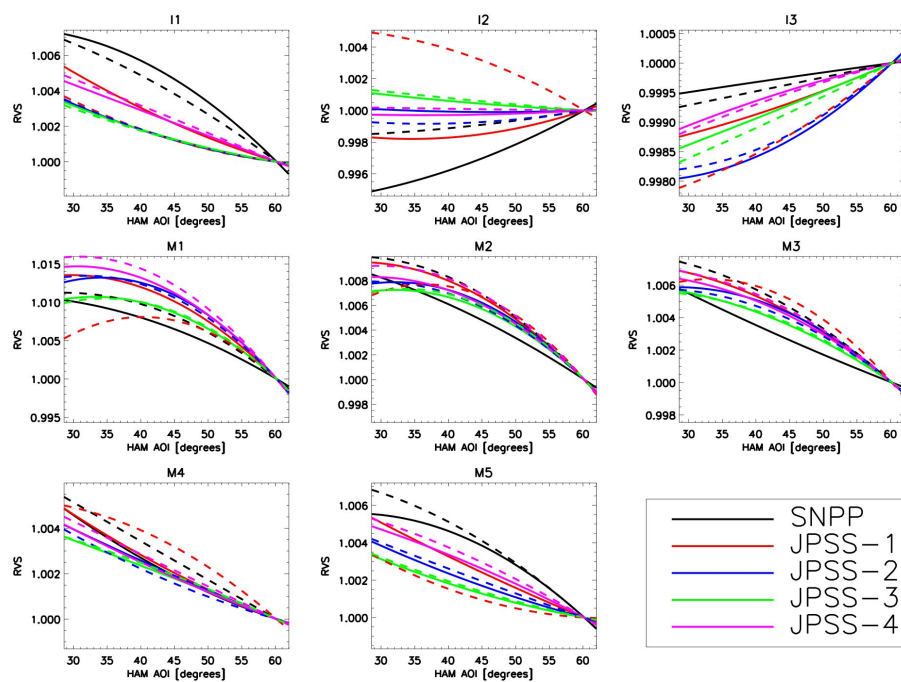 I1 I2 I3
1.006 1.004 1.002 1.000
RVS
30 35 40 45 50 55 60
HAM AOI [degrees]
1.004 1.002 1.000 0.998 0.996
RVS
30 35 40 45 50 55 60
HAM AOI [degrees]
1.0005 1.0000 0.9995 0.9990 0.9985 0.9980
RVS
30 35 40 45 50 55 60
HAM AOI [degrees]
M1 M2 M3
1.015 1.010 1.005 1.000 0.995
RVS
30 35 40 45 50 55 60
HAM AOI [degrees]
1.008 1.006 1.004 1.002 1.000 0.998
RVS
30 35 40 45 50 55 60
HAM AOI [degrees]
1.006 1.004 1.002 1.000 0.998
RVS
30 35 40 45 50 55 60
HAM AOI [degrees]
M4 M5
1.004 1.002 1.000
RVS
30 35 40 45 50 55 60
HAM AOI [degrees]
1.006 1.004 1.002 1.000
RVS
30 35 40 45 50 55 60
HAM AOI [degrees]
SNPP
JPSS-1
JPSS-2
JPSS-3
JPSS-4